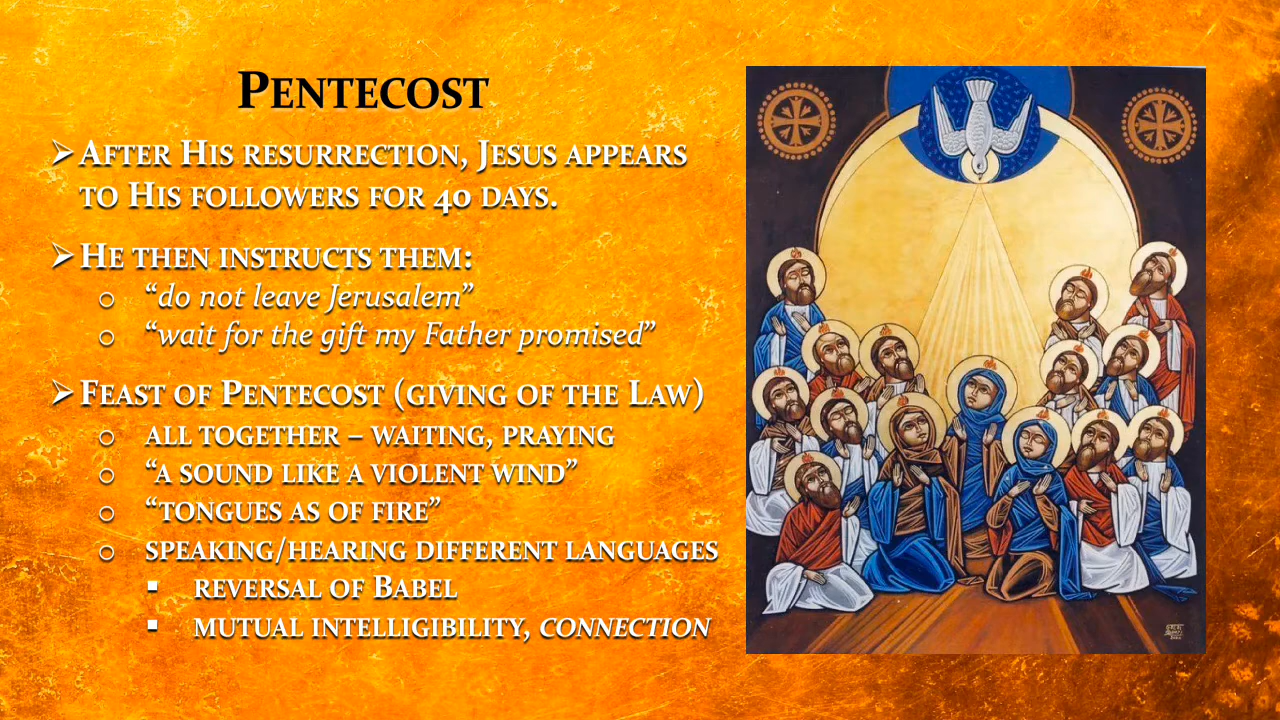 PENTECOST
➢AFTER HIS RESURRECTION, JESUS APPEARS
TO HIS FOLLOWERS FOR 40 DAYS.
➢HE THEN INSTRUCTS THEM:
o “do not leave Jerusalem”
o “wait for the gift my Father promised”
➢FEAST OF PENTECOST (GIVING OF THE LAW)
o ALL TOGETHER – WAITING, PRAYING
o “A SOUND LIKE A VIOLENT WIND”
o “TONGUES AS OF FIRE”
o SPEAKING/HEARING DIFFERENT LANGUAGES
▪ REVERSAL OF BABEL
▪ MUTUAL INTELLIGIBILITY, CONNECTION